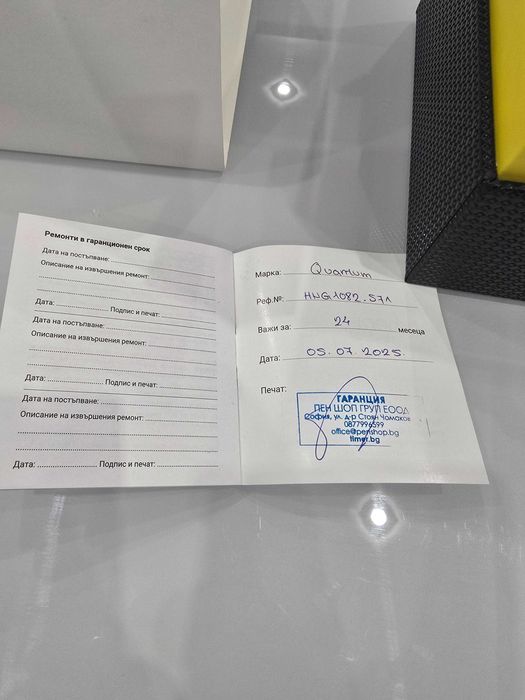 Ремонти в гаранционен срок
Дата на постъпване:
Описание на извършения ремонт:
Дата: Подпис и печат:
Дата на постъпване:
Описание на извършения ремонт:
Дата: Подпис и печат:
Дата на постъпване:
Описание на извършения ремонт:
Дата: Подпис и печат:
Марка: Quantum
Реф.№: HNG1082.571
Важи за: 24 месеца
Дата: 05.07.2025
Печат:
ГАРАНЦИЯ
ПЕН ШОП ГРУП ЕООД
София, ул. д-р Стоян Чомаков
0877996599
office@penshop.bg
timer.bg